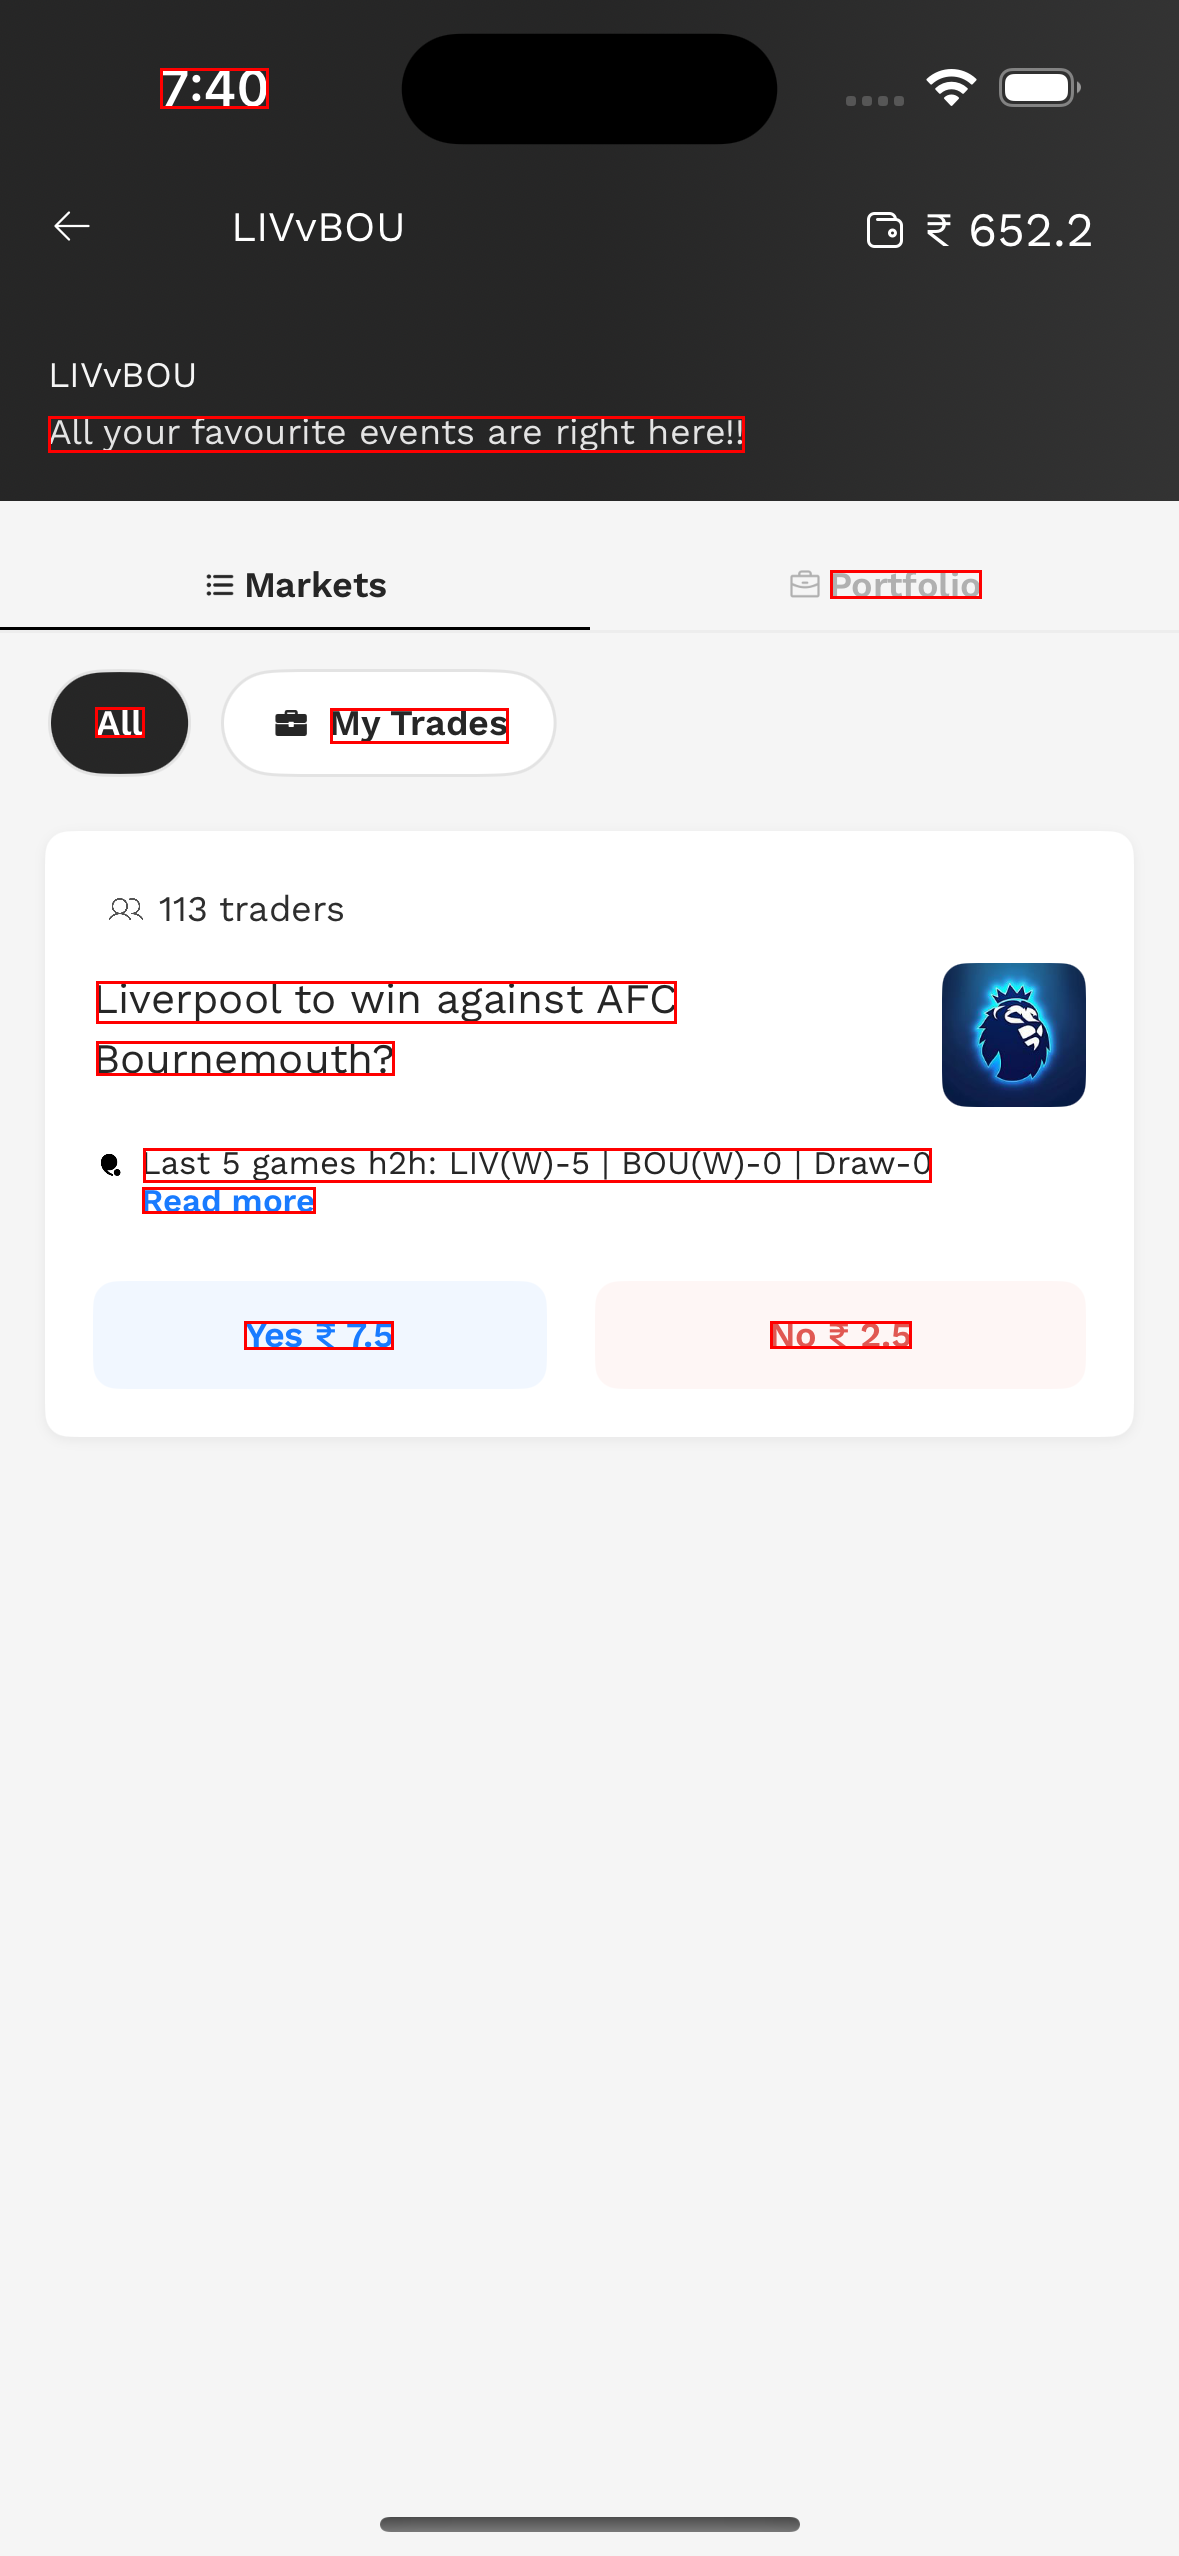 7:40
LIVvBOU
₹ 652.2
LIVvBOU
All your favourite events are right here!!
Markets
Portfolio
All
My Trades
113 traders
Liverpool to win against AFC
Bournemouth?
Last 5 games h2h: LIV(W)-5 | BOU(W)-0 | Draw-0
Read more
Yes ₹ 7.5
No ₹ 2.5